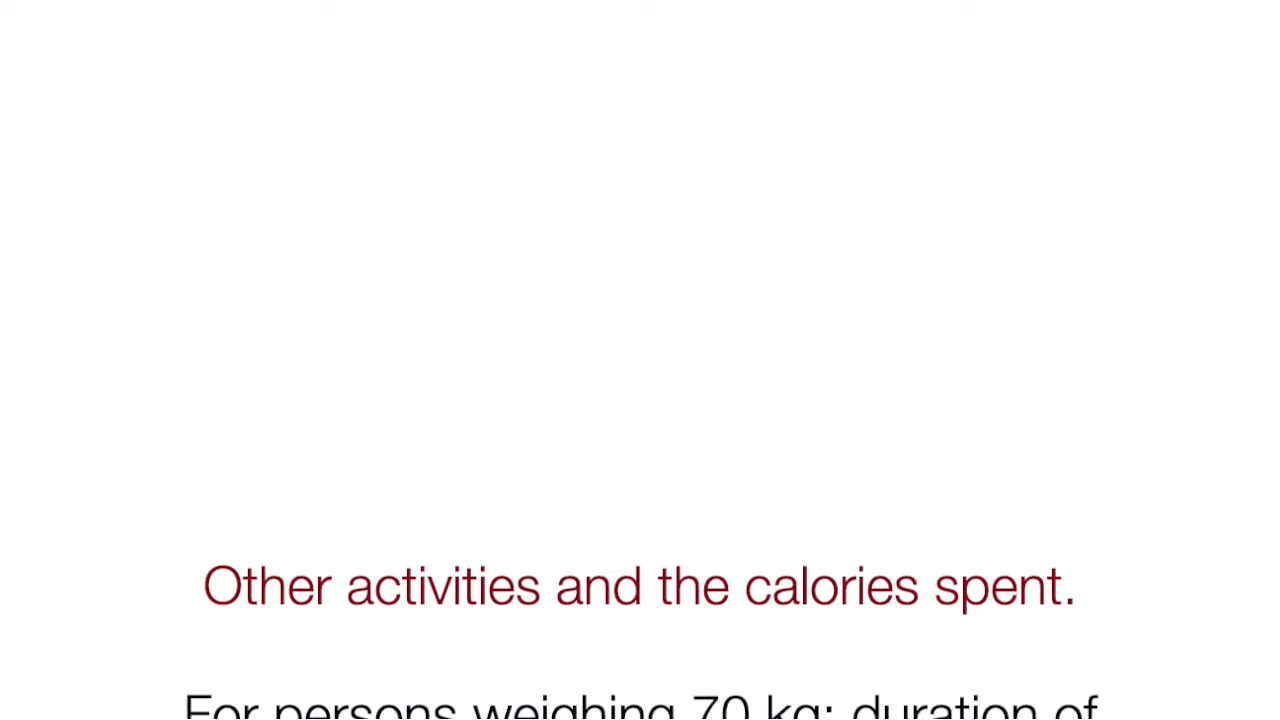 Other activities and the calories spent.
For persons weighing 70 kg; duration of